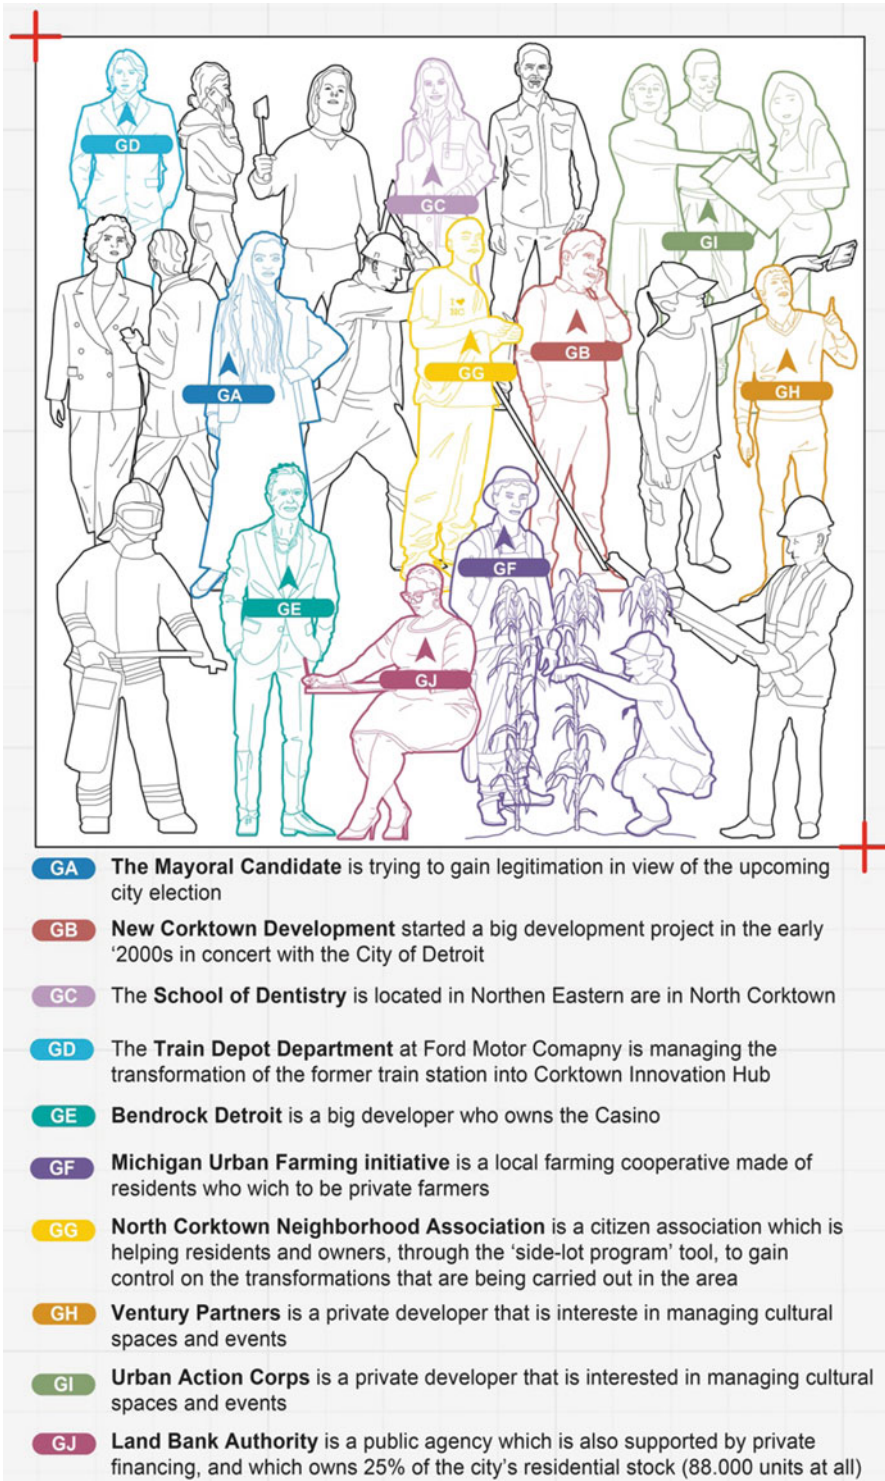 GD
GC
GI
I ♥
NC
GB
GG
GH
GA
GF
GE
GJ
GA The Mayoral Candidate is trying to gain legitimation in view of the upcoming
city election
GB New Corktown Development started a big development project in the early
‘2000s in concert with the City of Detroit
GC The School of Dentistry is located in Northen Eastern are in North Corktown
GD The Train Depot Department at Ford Motor Comapny is managing the
transformation of the former train station into Corktown Innovation Hub
GE Bendrock Detroit is a big developer who owns the Casino
GF Michigan Urban Farming initiative is a local farming cooperative made of
residents who wich to be private farmers
GG North Corktown Neighborhood Association is a citizen association which is
helping residents and owners, through the ‘side-lot program’ tool, to gain
control on the transformations that are being carried out in the area
GH Ventury Partners is a private developer that is intereste in managing cultural
spaces and events
GI Urban Action Corps is a private developer that is interested in managing cultural
spaces and events
GJ Land Bank Authority is a public agency which is also supported by private
financing, and which owns 25% of the city’s residential stock (88.000 units at all)